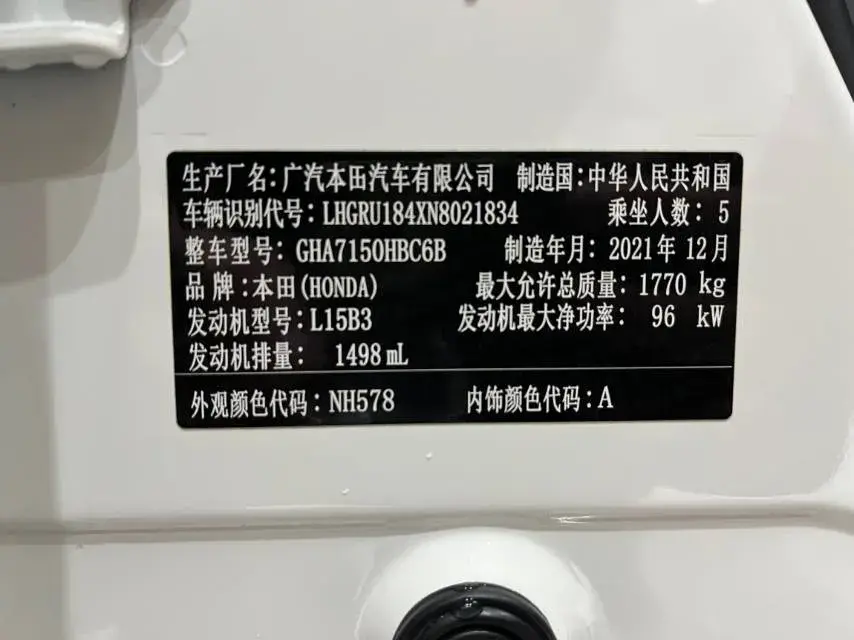 生产厂名:广汽本田汽车有限公司 制造国:中华人民共和国
车辆识别代号:LHGRU184XN8021834 乘坐人数:5
整车型号:GHA7150HBC6B 制造年月:2021年12月
品牌:本田(HONDA) 最大允许总质量:1770 kg
发动机型号:L15B3 发动机最大净功率:96 kW
发动机排量:1498mL
外观颜色代码:NH578 内饰颜色代码:A